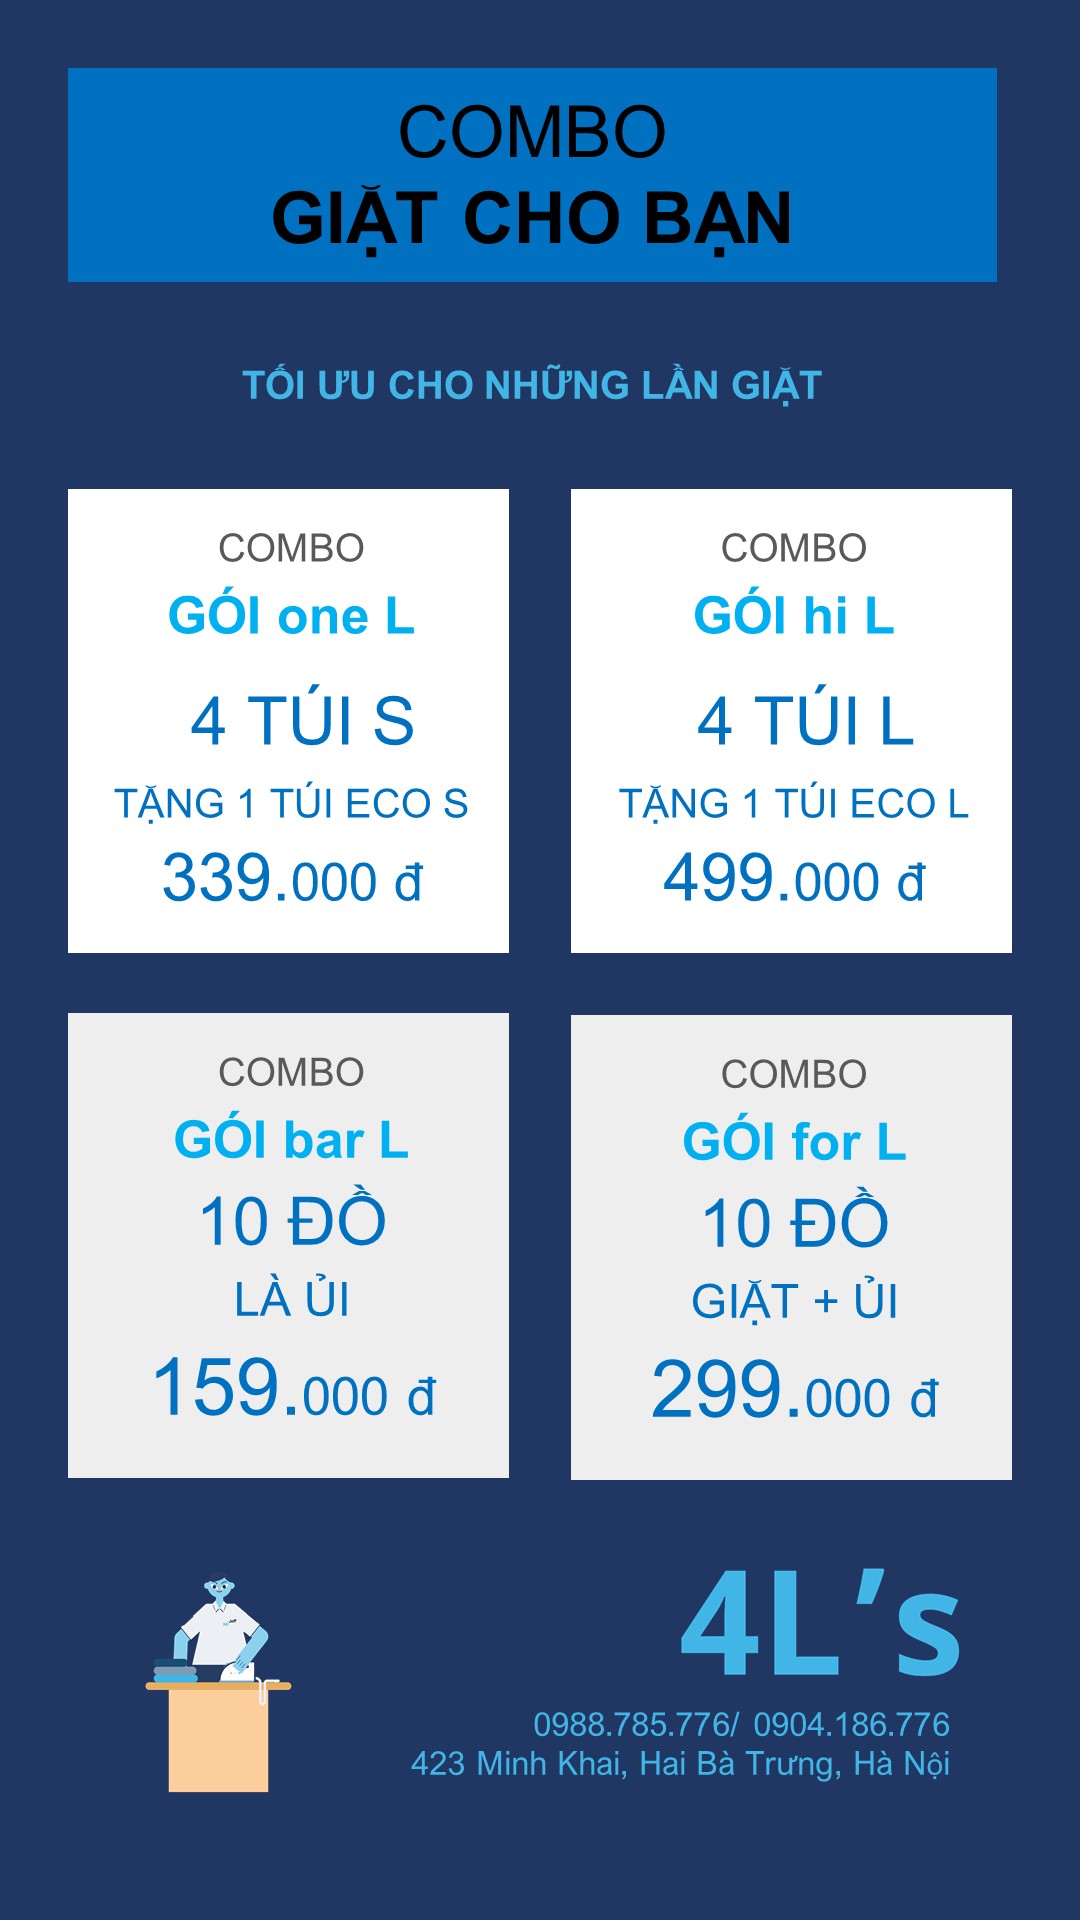 COMBO
GIẶT CHO BẠN
TỐI ƯU CHO NHỮNG LẦN GIẶT
COMBO
GÓI one L
4 TÚI S
TẶNG 1 TÚI ECO S
339.000 đ
COMBO
GÓI hi L
4 TÚI L
TẶNG 1 TÚI ECO L
499.000 đ
COMBO
GÓI bar L
10 ĐỒ
LÀ ỦI
159.000 đ
COMBO
GÓI for L
10 ĐỒ
GIẶT + ỦI
299.000 đ
4L’s
0988.785.776/ 0904.186.776
423 Minh Khai, Hai Bà Trưng, Hà Nội